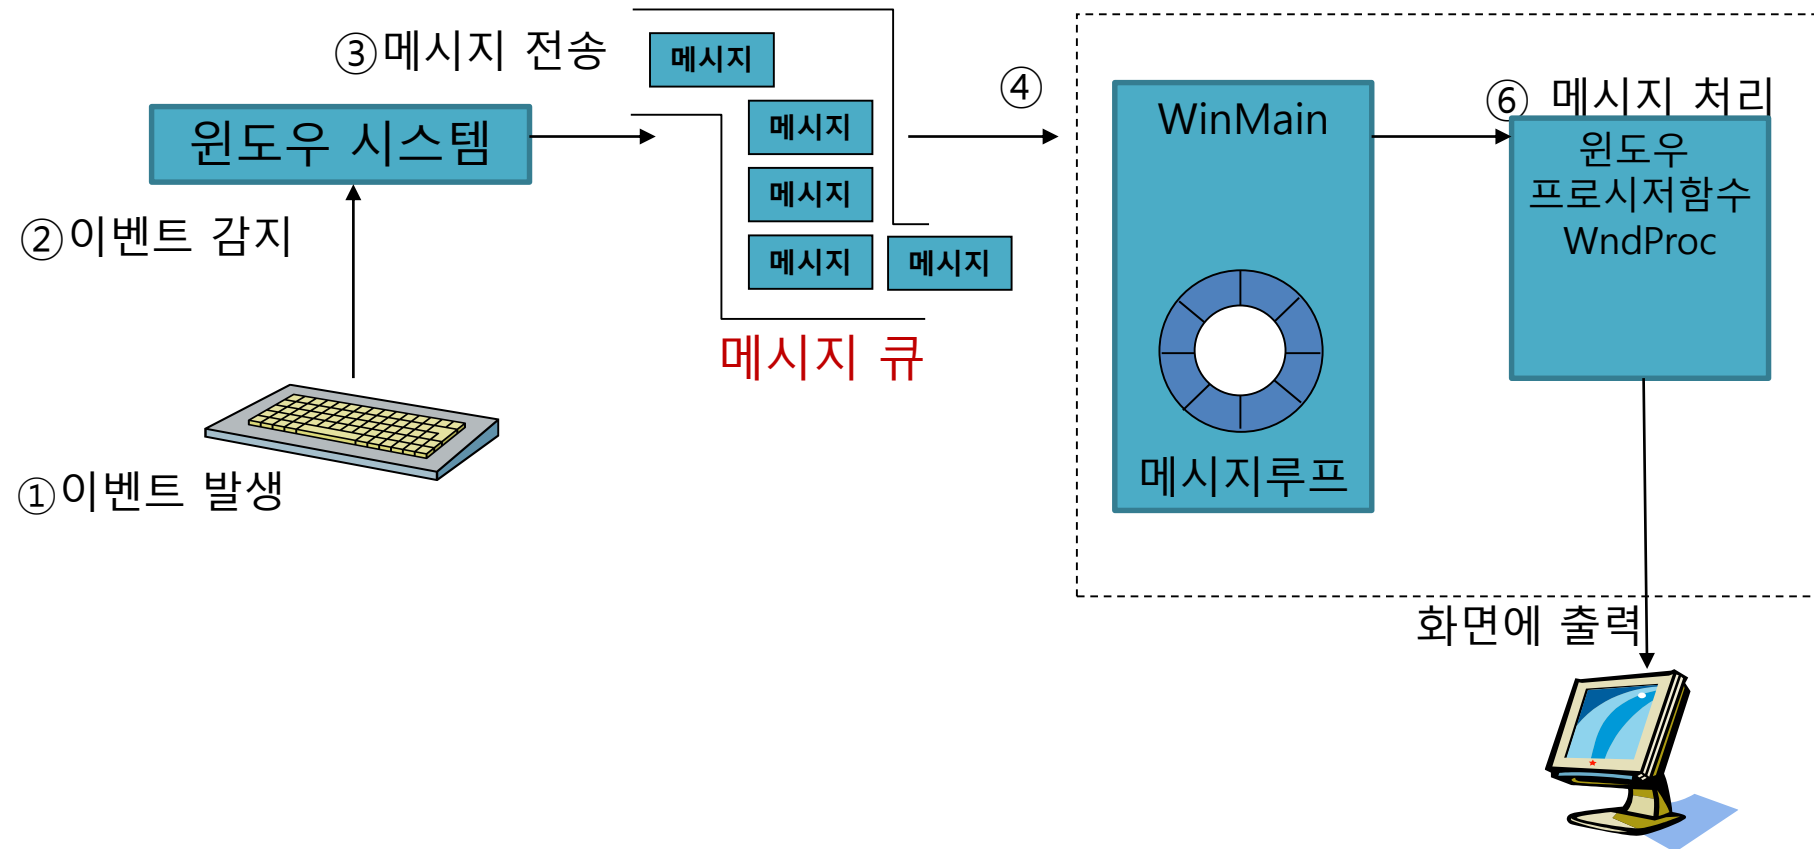 ③메시지 전송
메시지
메시지
메시지
메시지
메시지
메시지 큐
윈도우 시스템
②이벤트 감지
①이벤트 발생
④
WinMain
메시지루프
⑥ 메시지 처리
윈도우
프로시저함수
WndProc
화면에 출력